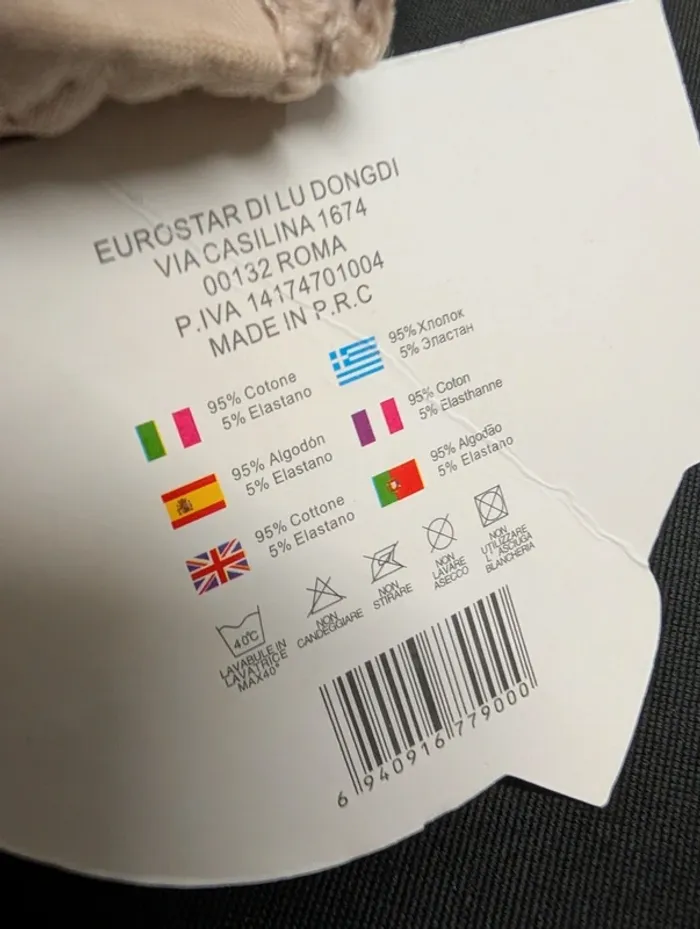 EUROSTAR DI LU DONGDI
VIA CASILINA 1674
00132 ROMA
P.IVA 14174701004
MADE IN P.R.C
95% Хлопок
5% Эластан
95% Cotone
5% Elastano
95% Coton
5% Elasthanne
95% Algodón
5% Elastano
95% Algodão
5% Elastano
95% Cottone
5% Elastano
40°C
LAVABULE IN
LAVATRICE
MAX40°
NON
CANDEGGIARE
NON
STIRARE
NON
LAVARE
ASECCO
NON
UTILIZZARE
L' ASCIUGA
BLANCHERIA
6 940916 779000